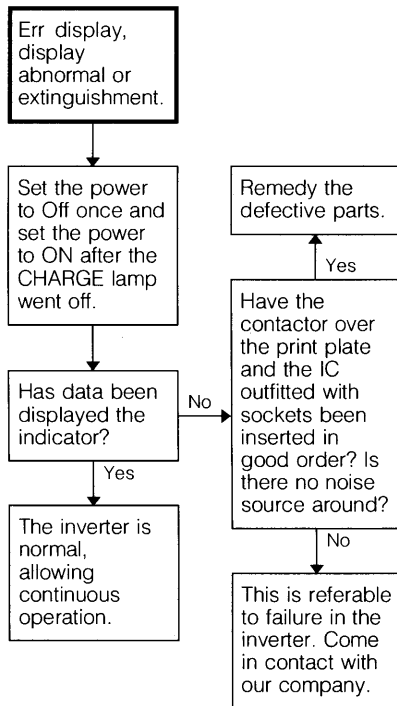 Err display,
display
abnormal or
extinguishment.
Set the power
to Off once and
set the power
to ON after the
CHARGE lamp
went off.
Has data been
displayed the
indicator?
Yes
The inverter is
normal,
allowing
continuous
operation.
No
Have the
contactor over
the print plate
and the IC
outfitted with
sockets been
inserted in
good order? Is
there no noise
source around?
Yes
Remedy the
defective parts.
No
This is referable
to failure in the
inverter. Come
in contact with
our company.